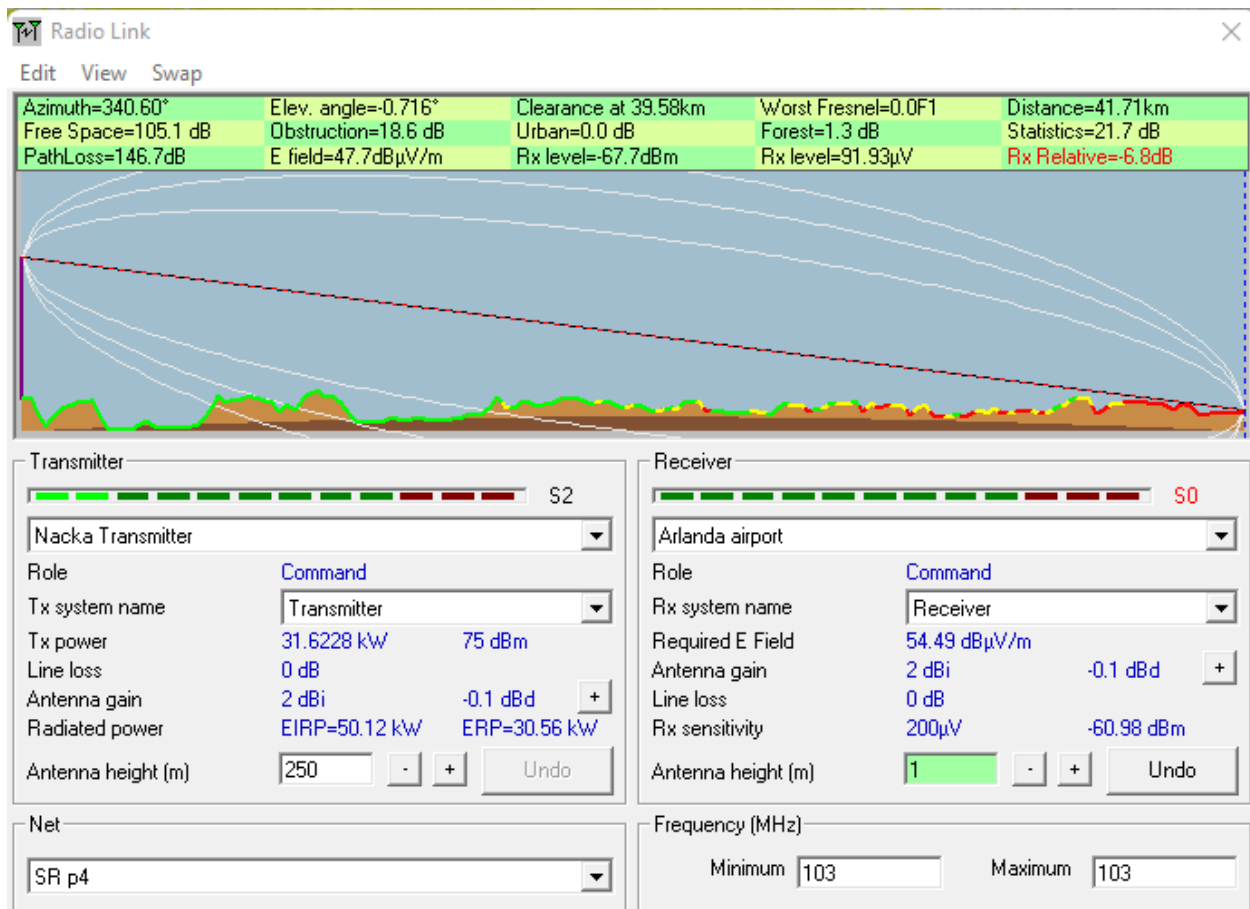 Radio Link
Edit View Swap
Azimuth=340.60° Elev. angle=-0.716° Clearance at 39.58km Worst Fresnel=0.0F1 Distance=41.71km
Free Space=105.1 dB Obstruction=18.6 dB Urban=0.0 dB Forest=1.3 dB Statistics=21.7 dB
PathLoss=146.7dB E field=47.7dBµV/m Rx level=-67.7dBm Rx level=91.93µV Rx Relative=-6.8dB
Transmitter
S2
Nacka Transmitter
Role Command
Tx system name Transmitter
Tx power 31.6228 kW 75 dBm
Line loss 0 dB
Antenna gain 2 dBi -0.1 dBd +
Radiated power EIRP=50.12 kW ERP=30.56 kW
Antenna height (m) 250 - + Undo
Receiver
S0
Arlanda airport
Role Command
Rx system name Receiver
Required E Field 54.49 dBµV/m
Antenna gain 2 dBi -0.1 dBd +
Line loss 0 dB
Rx sensitivity 200µV -60.98 dBm
Antenna height (m) 1 - + Undo
Net
SR p4
Frequency (MHz)
Minimum 103 Maximum 103